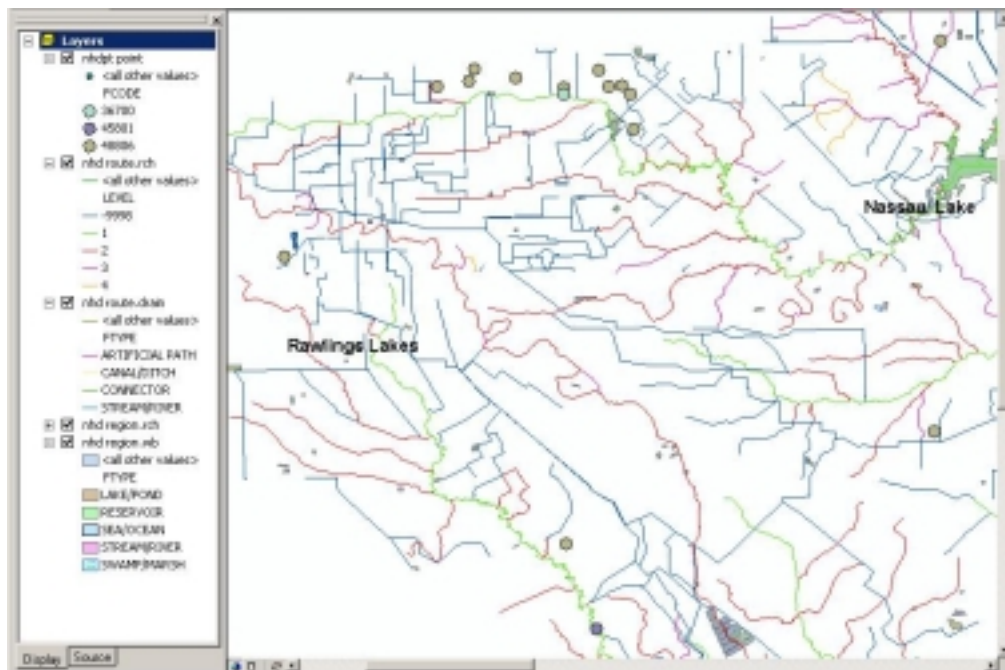 Layers
nhdpt point
<all other values>
FCODE
36700
45801
48806
nhd route.rch
<all other values>
LEVEL
-9998
1
2
3
4
nhd route.drain
<all other values>
FTYPE
ARTIFICIAL PATH
CANAL/DITCH
CONNECTOR
STREAM/RIVER
nhd region.rch
nhd region.wb
<all other values>
FTYPE
LAKE/POND
RESERVOIR
SEA/OCEAN
STREAM/RIVER
SWAMP/MARSH
Display
Source
Nassau Lake
Rawlings Lakes